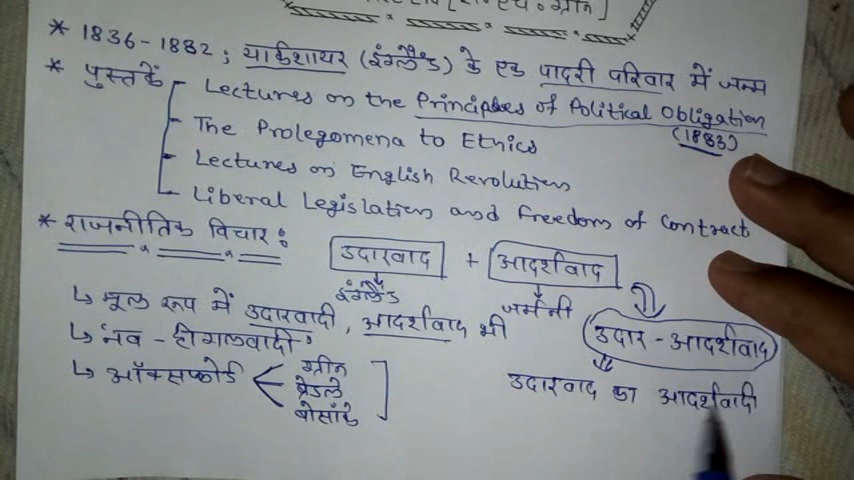 * 1836-1882; यार्कशायर (इंग्लैंड) के एक पादरी परिवार में जन्म
* पुस्तकें
Lectures on the Principles of Political Obligation (1883)
The Prolegomena to Ethics
Lectures on English Revolution
Liberal Legislation and Freedom of Contract
* राजनीतिक विचार:
उदारवाद + आदर्शवाद
इंग्लैंड जर्मनी
↳ मूल रूप में उदारवादी, आदर्शवाद भी
उदार-आदर्शवाद
↳ 'नव-हीगलवादी'
↳ ऑक्सफोर्ड
ग्रीन
ब्रेडले
बोसांके
उदारवाद का आदर्शवादी